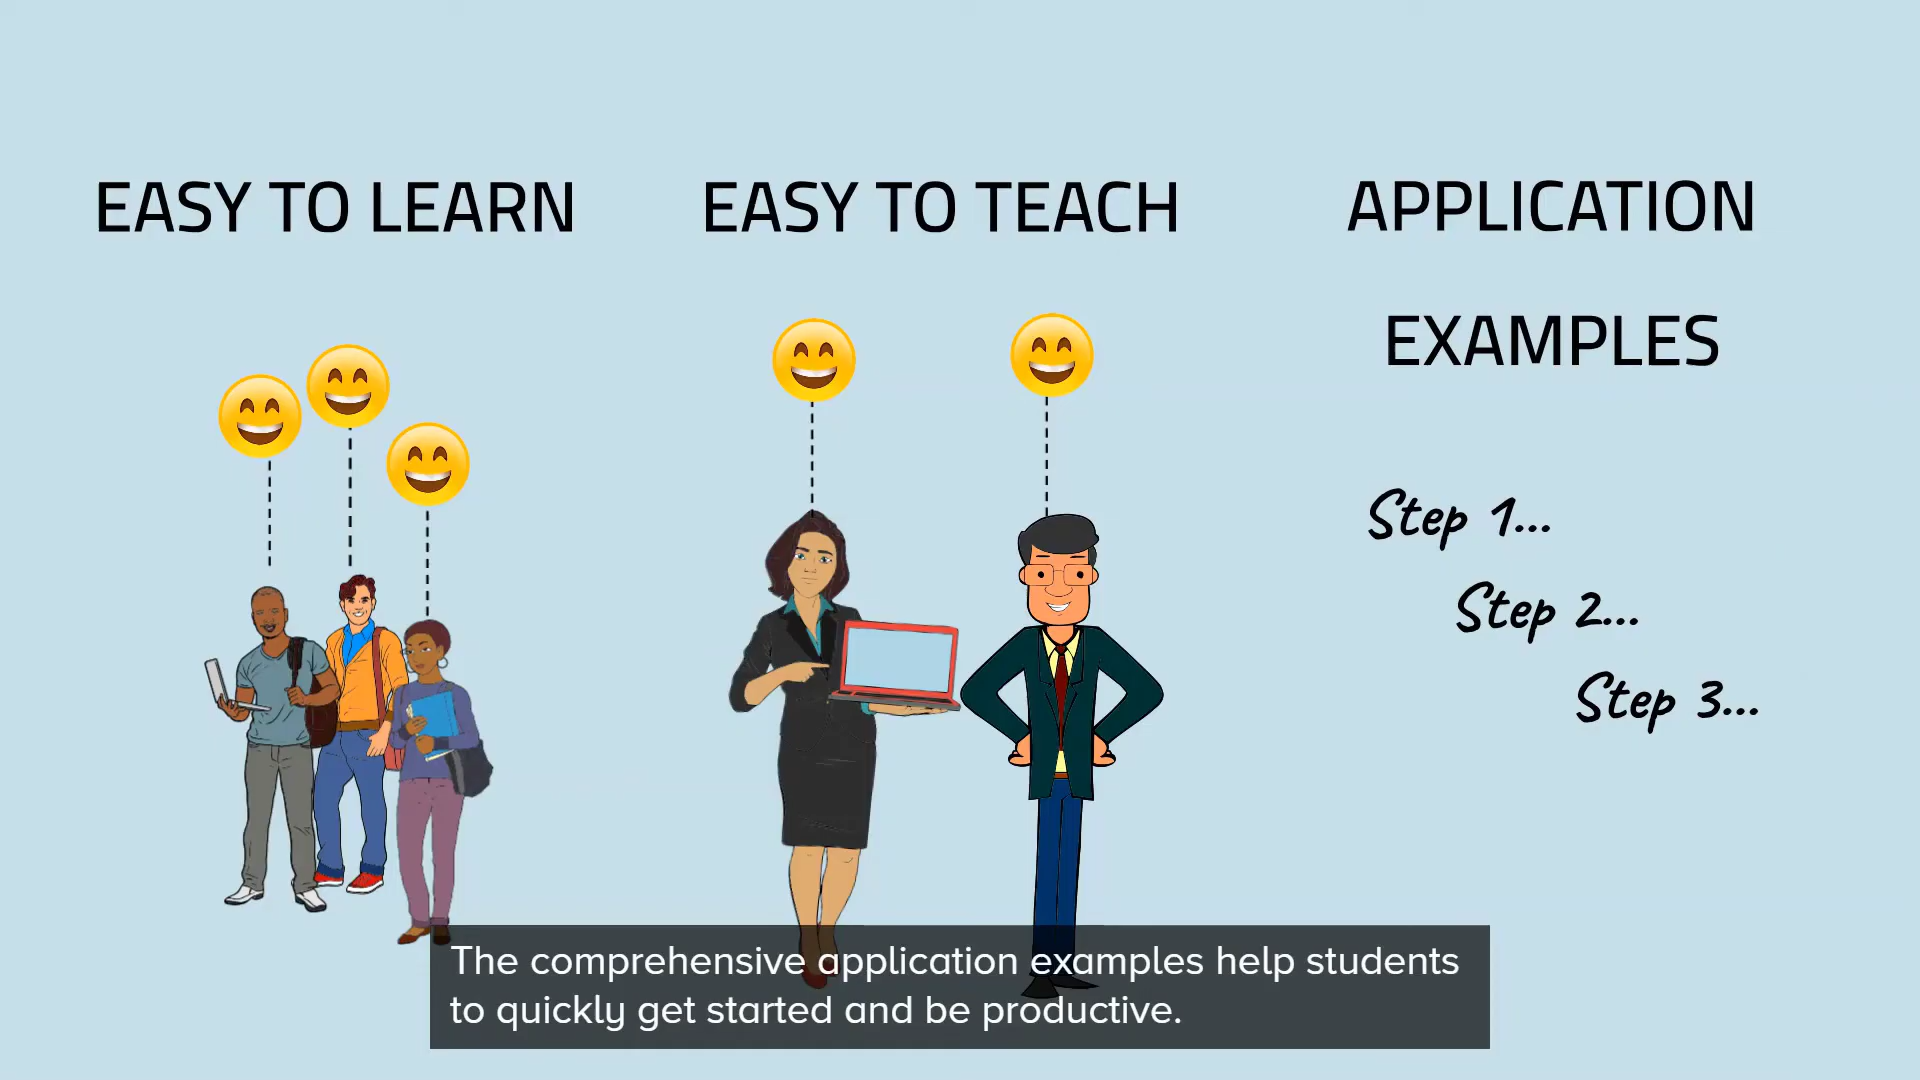 EASY TO LEARN
EASY TO TEACH
APPLICATION
EXAMPLES
Step 1...
Step 2...
Step 3...
The comprehensive application examples help students
to quickly get started and be productive.